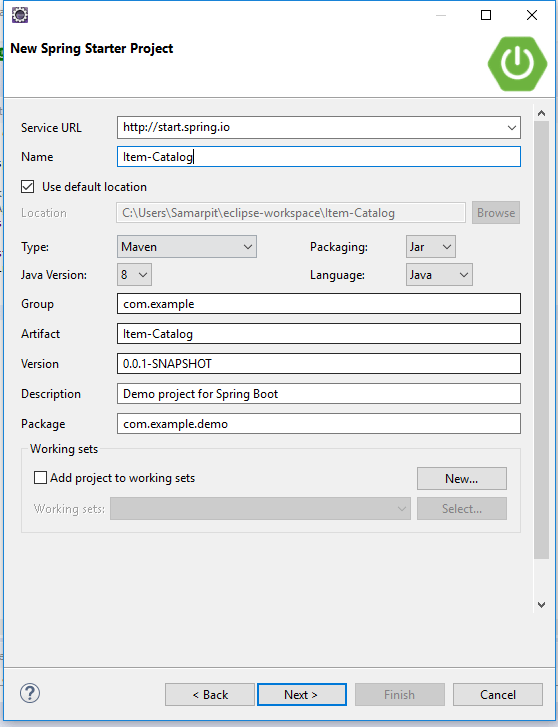 New Spring Starter Project
Service URL http://start.spring.io
Name Item-Catalog
Use default location
Location C:\Users\Samarpit\eclipse-workspace\Item-Catalog Browse
Type: Maven Packaging: Jar
Java Version: 8 Language: Java
Group com.example
Artifact Item-Catalog
Version 0.0.1-SNAPSHOT
Description Demo project for Spring Boot
Package com.example.demo
Working sets
Add project to working sets New...
Working sets: Select...
? < Back Next > Finish Cancel